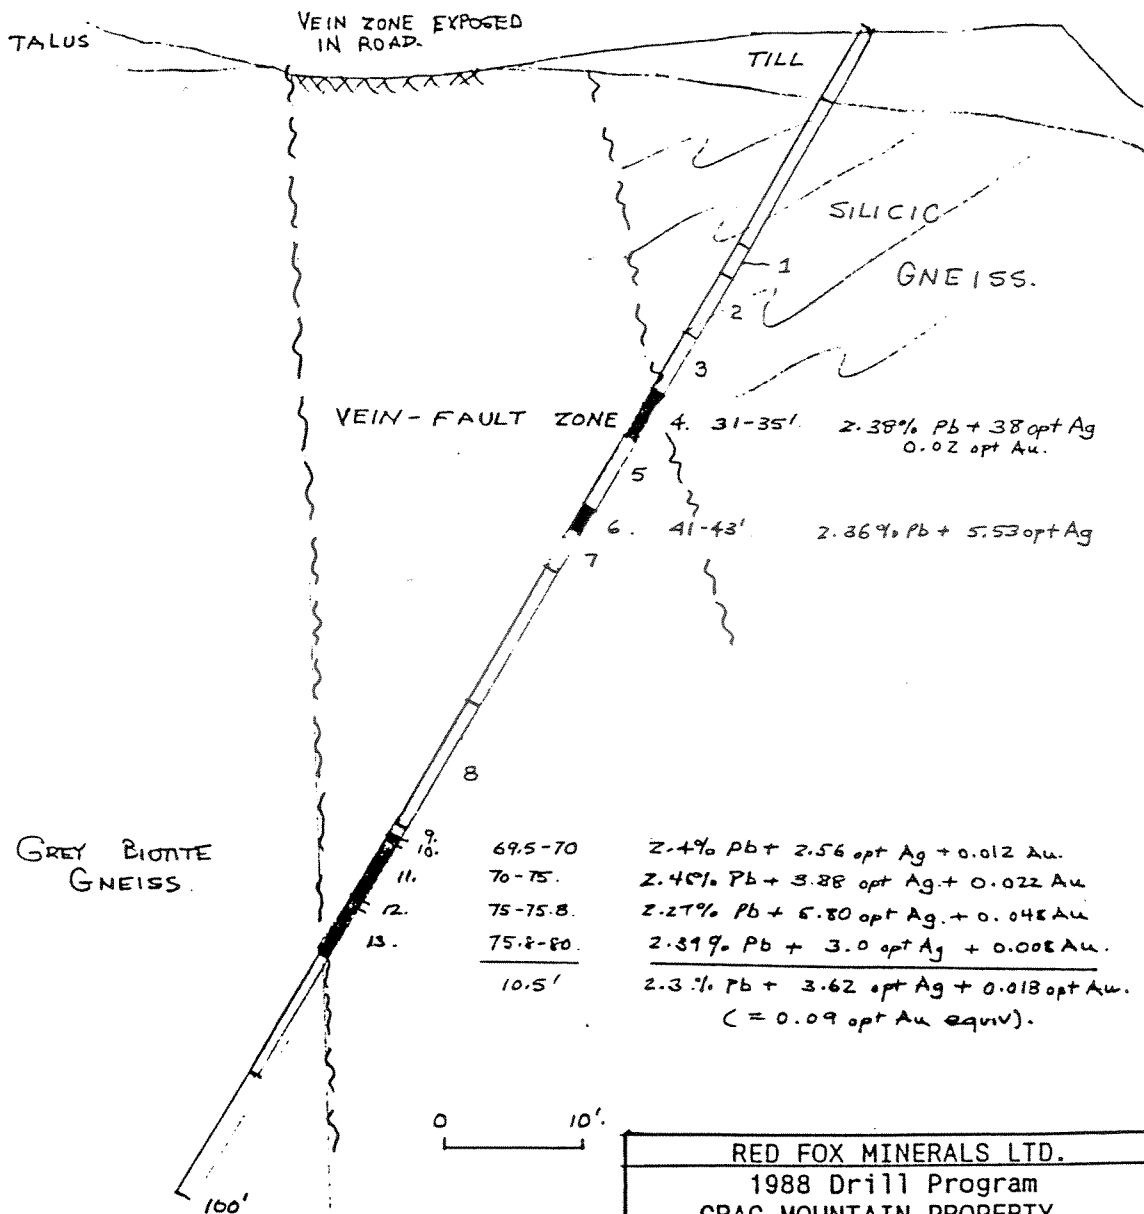 TALUS
VEIN ZONE EXPOSED
IN ROAD.
TILL
SILICIC
GNEISS.
1
2
3
VEIN-FAULT ZONE
4. 31-35' 2.38% Pb + 38 opt Ag
0.02 opt Au.
5
6. 41-43' 2.36% Pb + 5.53 opt Ag
7
8
GREY BIOTITE
GNEISS.
9.
10. 69.5-70 2.4% Pb + 2.56 opt Ag + 0.012 Au.
11. 70-75. 2.46% Pb + 3.88 opt Ag + 0.022 Au
12. 75-75.8. 2.27% Pb + 5.80 opt Ag + 0.048 Au
13. 75.8-80. 2.39% Pb + 3.0 opt Ag + 0.008 Au.
10.5' 2.3% Pb + 3.62 opt Ag + 0.018 opt Au.
( = 0.09 opt Au equiv).
0 10'.
100'
RED FOX MINERALS LTD.
1988 Drill Program
CRAG MOUNTAIN PROPERTY